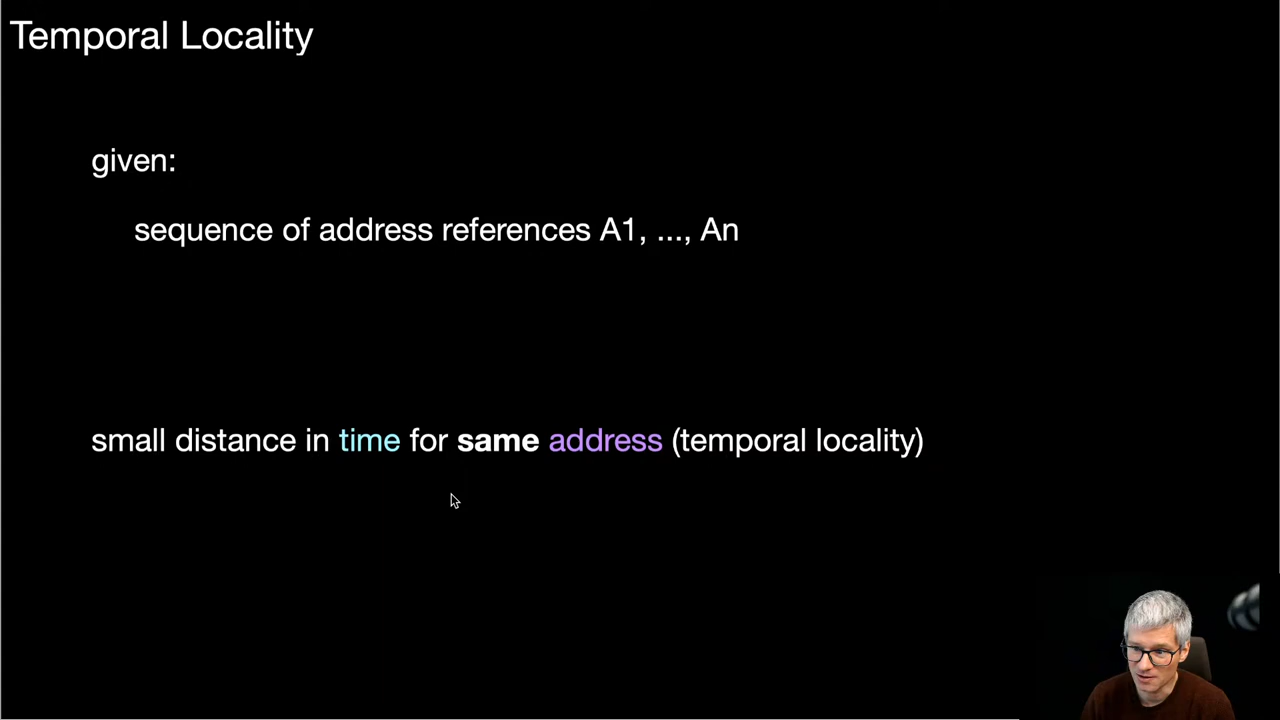 Temporal Locality
given:
sequence of address references A1, ..., An
small distance in time for same address (temporal locality)